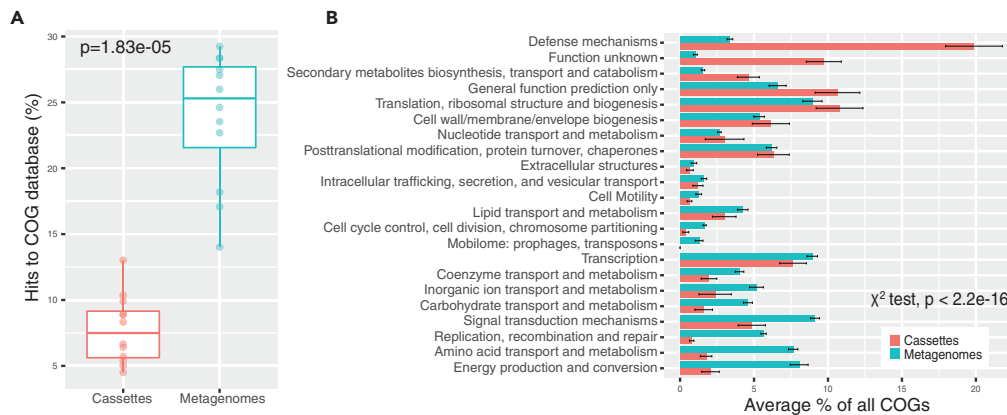 A
p=1.83e-05
Hits to COG database (%)
30
25
20
15
10
5
Cassettes
Metagenomes
B
Defense mechanisms
Function unknown
Secondary metabolites biosynthesis, transport and catabolism
General function prediction only
Translation, ribosomal structure and biogenesis
Cell wall/membrane/envelope biogenesis
Nucleotide transport and metabolism
Posttranslational modification, protein turnover, chaperones
Extracellular structures
Intracellular trafficking, secretion, and vesicular transport
Cell Motility
Lipid transport and metabolism
Cell cycle control, cell division, chromosome partitioning
Mobilome: prophages, transposons
Transcription
Coenzyme transport and metabolism
Inorganic ion transport and metabolism
Carbohydrate transport and metabolism
Signal transduction mechanisms
Replication, recombination and repair
Amino acid transport and metabolism
Energy production and conversion
χ² test, p < 2.2e-16
Cassettes
Metagenomes
0 5 10 15 20
Average % of all COGs